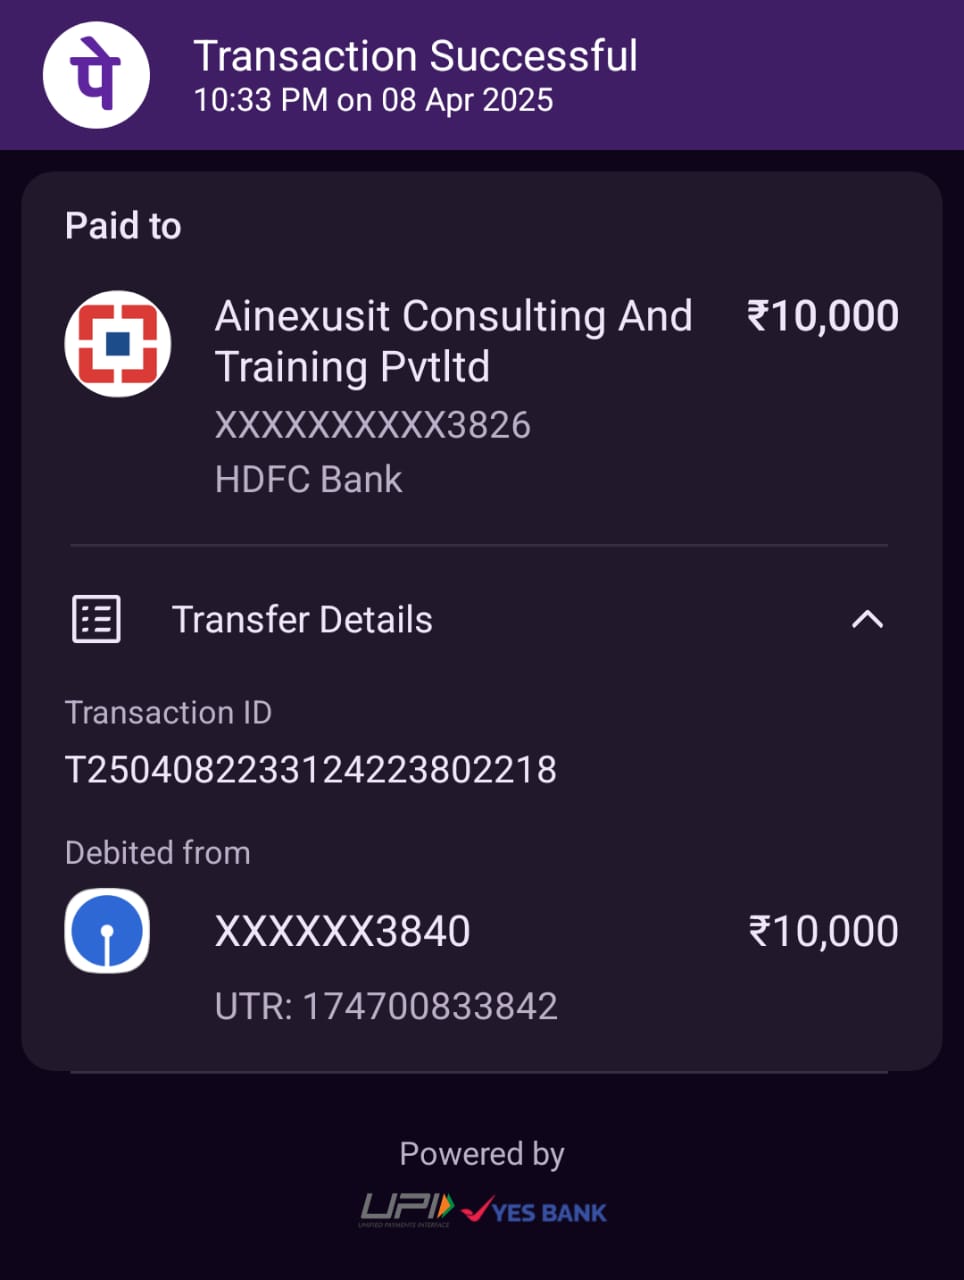 पे
Transaction Successful
10:33 PM on 08 Apr 2025
Paid to
Ainexusit Consulting And
Training Pvtltd
₹10,000
XXXXXXXXXX3826
HDFC Bank
Transfer Details
Transaction ID
T2504082233124223802218
Debited from
XXXXXX3840
₹10,000
UTR: 174700833842
Powered by
UPI
UNIFIED PAYMENTS INTERFACE
YES BANK